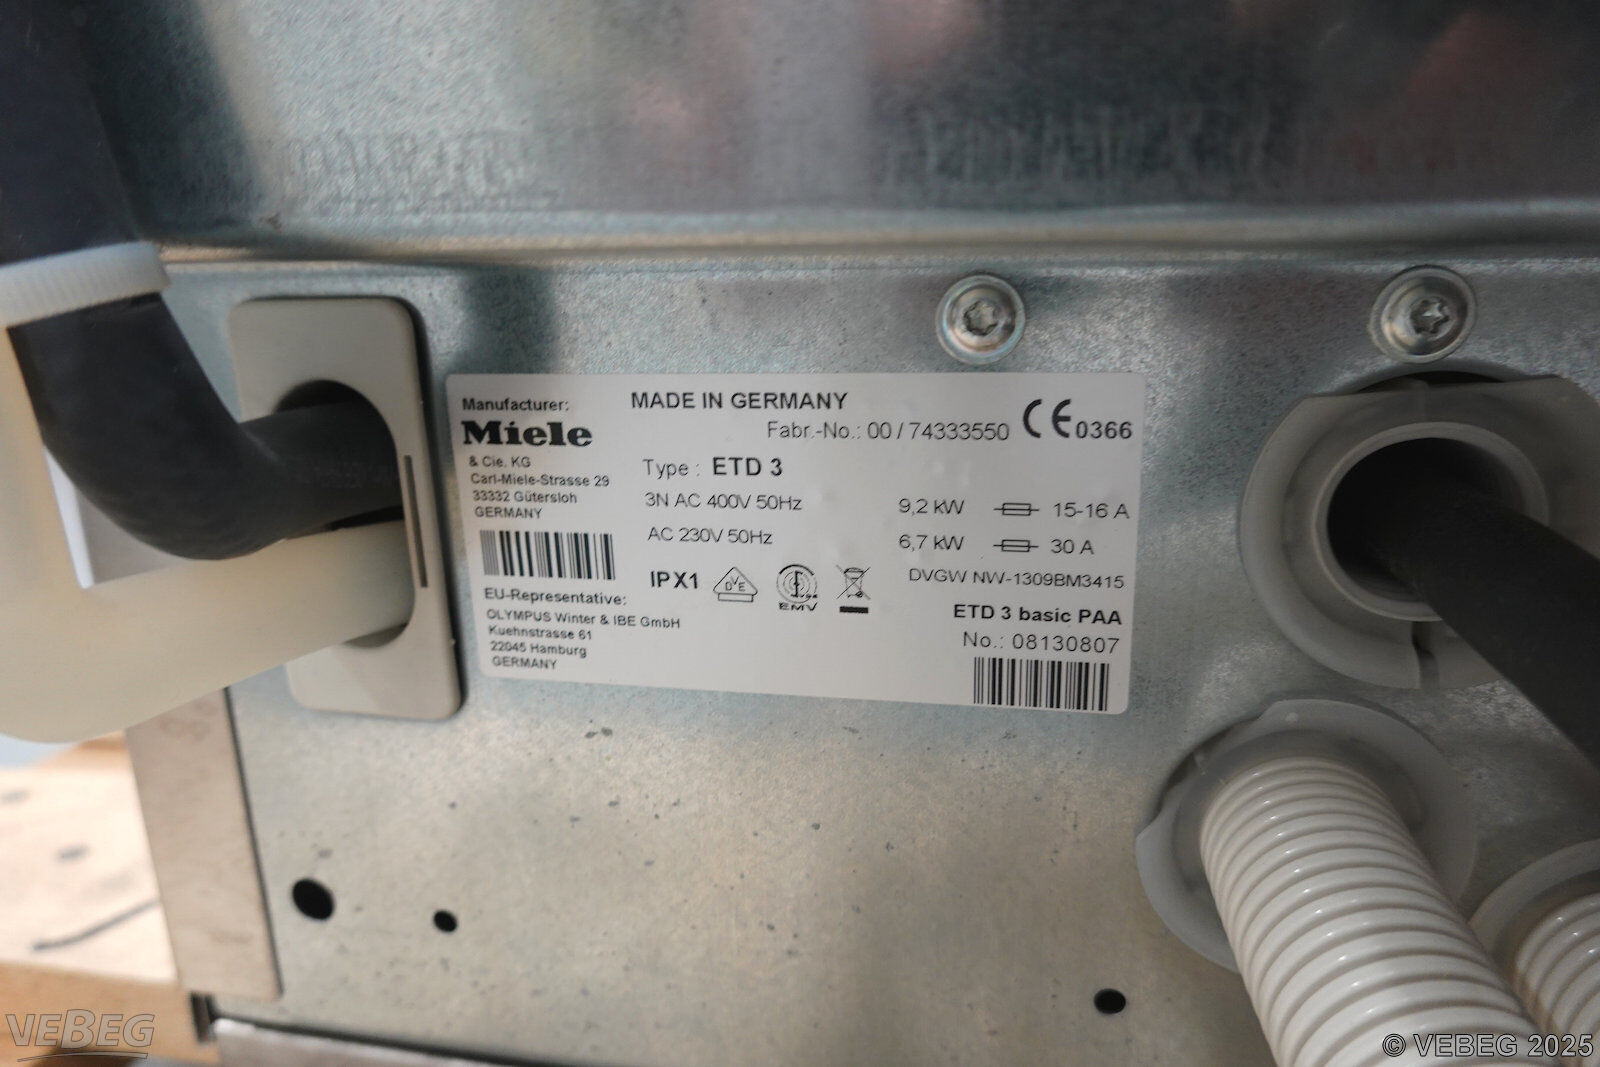 MADE IN GERMANY
Manufacturer:
Miele
Fabr.-No.: 00 / 74333550
CE 0366
& Cie. KG
Carl-Miele-Strasse 29
33332 Gütersloh
GERMANY
Type : ETD 3
3N AC 400V 50Hz 9,2 kW 15-16 A
AC 230V 50Hz 6,7 kW 30 A
IPX1
DVE
EMV
DVGW NW-1309BM3415
EU-Representative:
OLYMPUS Winter & IBE GmbH
Kuehnstrasse 61
22045 Hamburg
GERMANY
ETD 3 basic PAA
No.: 08130807
VEBEG
© VEBEG 2025